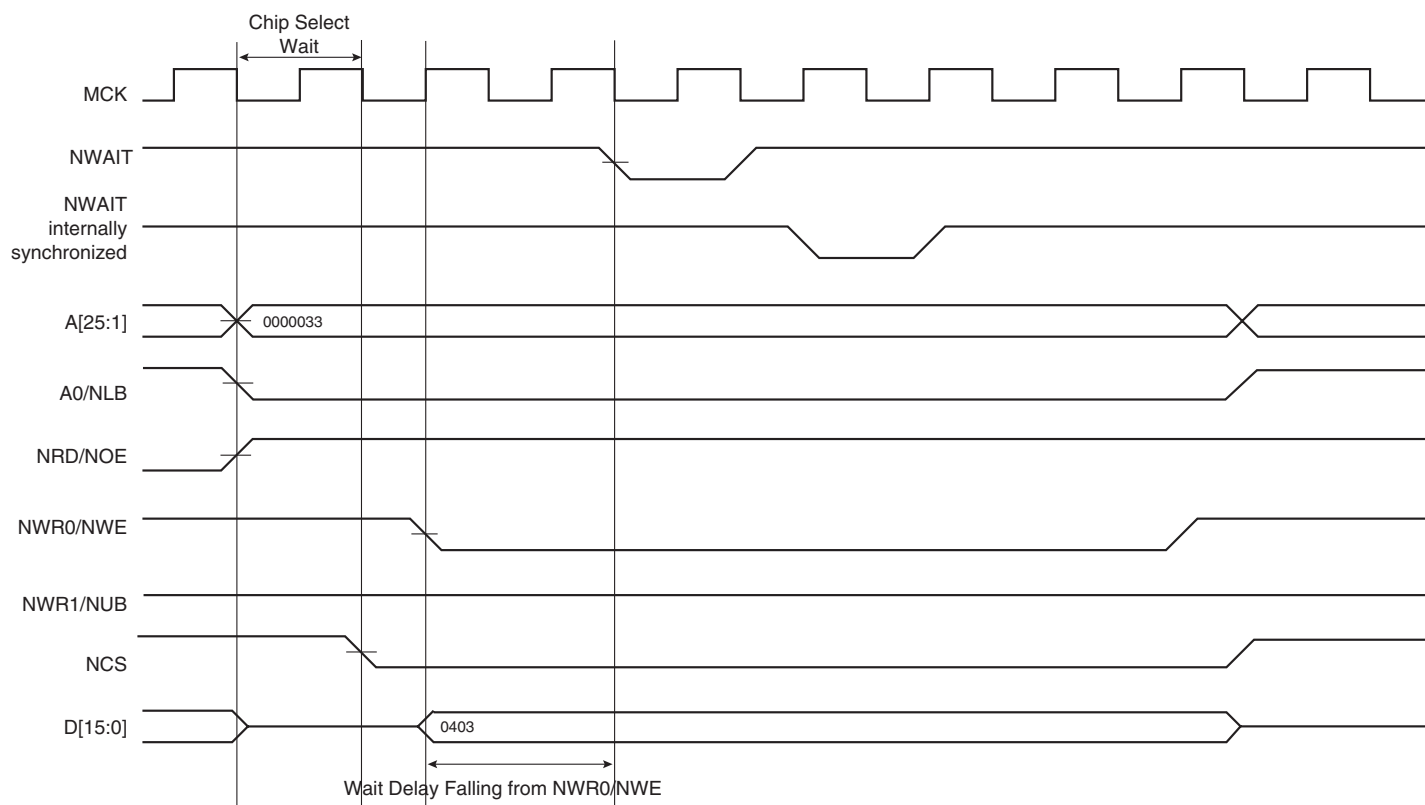 Chip Select
Wait
MCK
NWAIT
NWAIT
internally
synchronized
A[25:1]
0000033
A0/NLB
NRD/NOE
NWR0/NWE
NWR1/NUB
NCS
D[15:0]
0403
Wait Delay Falling from NWR0/NWE